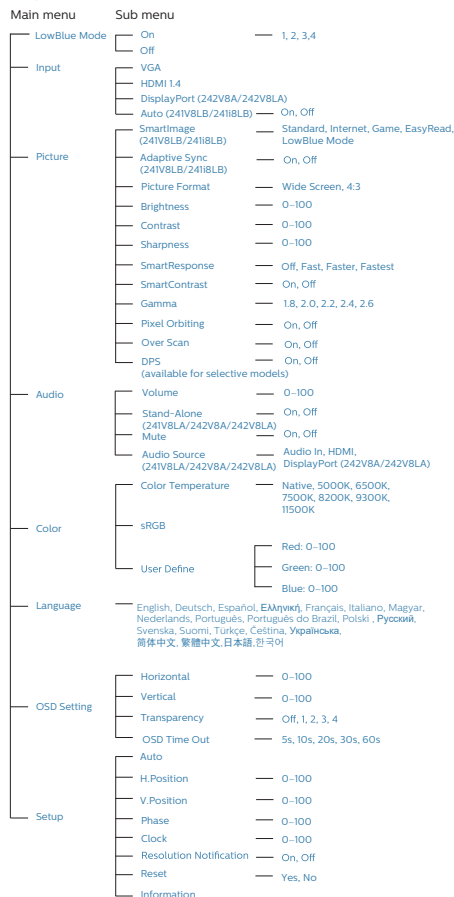 Main menu Sub menu
LowBlue Mode On 1, 2, 3,4
Off
Input VGA
HDMI 1.4
DisplayPort (242V8A/242V8LA)
Auto (241V8LB/241i8LB) On, Off
Picture SmartImage Standard, Internet, Game, EasyRead,
(241V8LB/241i8LB) LowBlue Mode
Adaptive Sync On, Off
(241V8LB/241i8LB)
Picture Format Wide Screen, 4:3
Brightness 0-100
Contrast 0-100
Sharpness 0-100
SmartResponse Off, Fast, Faster, Fastest
SmartContrast On, Off
Gamma 1.8, 2.0, 2.2, 2.4, 2.6
Pixel Orbiting On, Off
Over Scan On, Off
DPS On, Off
(available for selective models)
Audio Volume 0-100
Stand-Alone On, Off
(241V8LA/242V8A/242V8LA)
Mute On, Off
Audio Source Audio In, HDMI,
(241V8LA/242V8A/242V8LA) DisplayPort (242V8A/242V8LA)
Color Color Temperature Native, 5000K, 6500K,
7500K, 8200K, 9300K,
11500K
sRGB
User Define Red: 0-100
Green: 0-100
Blue: 0-100
Language English, Deutsch, Español, Ελληνική, Français, Italiano, Magyar,
Nederlands, Português, Português do Brazil, Polski , Русский,
Svenska, Suomi, Türkçe, Čeština, Українська,
简体中文, 繁體中文,日本語,한국어
OSD Setting Horizontal 0-100
Vertical 0-100
Transparency Off, 1, 2, 3, 4
OSD Time Out 5s, 10s, 20s, 30s, 60s
Setup Auto
H.Position 0-100
V.Position 0-100
Phase 0-100
Clock 0-100
Resolution Notification On, Off
Reset Yes, No
Information